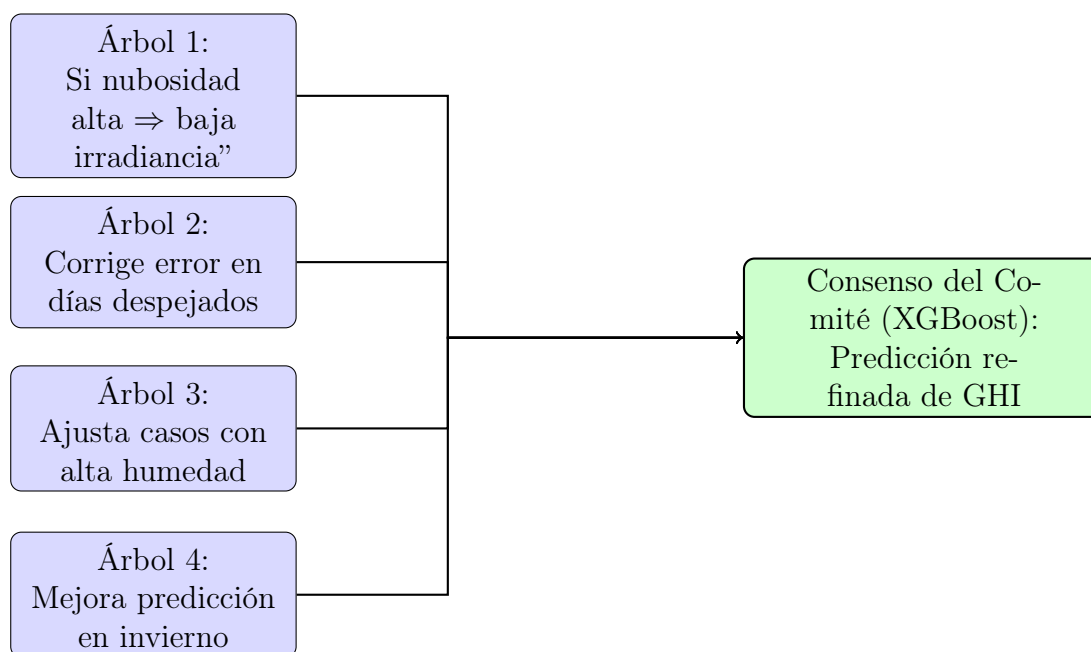 Árbol 1:
Si nubosidad
alta ⇒ baja
irradiancia”
Árbol 2:
Corrige error en
días despejados
Árbol 3:
Ajusta casos con
alta humedad
Árbol 4:
Mejora predicción
en invierno
Consenso del Co-
mité (XGBoost):
Predicción re-
finada de GHI